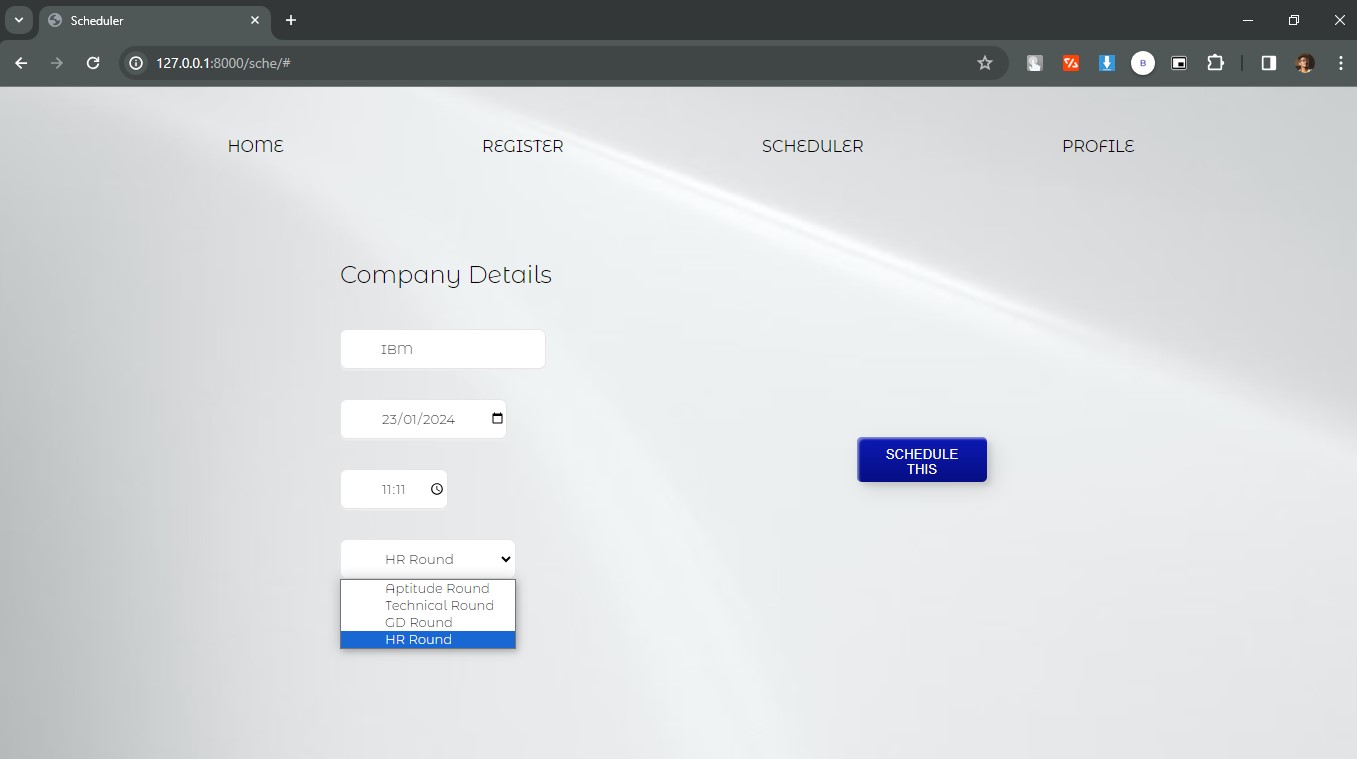 Scheduler
127.0.0.1:8000/sche/#
B
HOME
REGISTER
SCHEDULER
PROFILE
Company Details
IBM
23/01/2024
11:11
SCHEDULE
THIS
HR Round
Aptitude Round
Technical Round
GD Round
HR Round